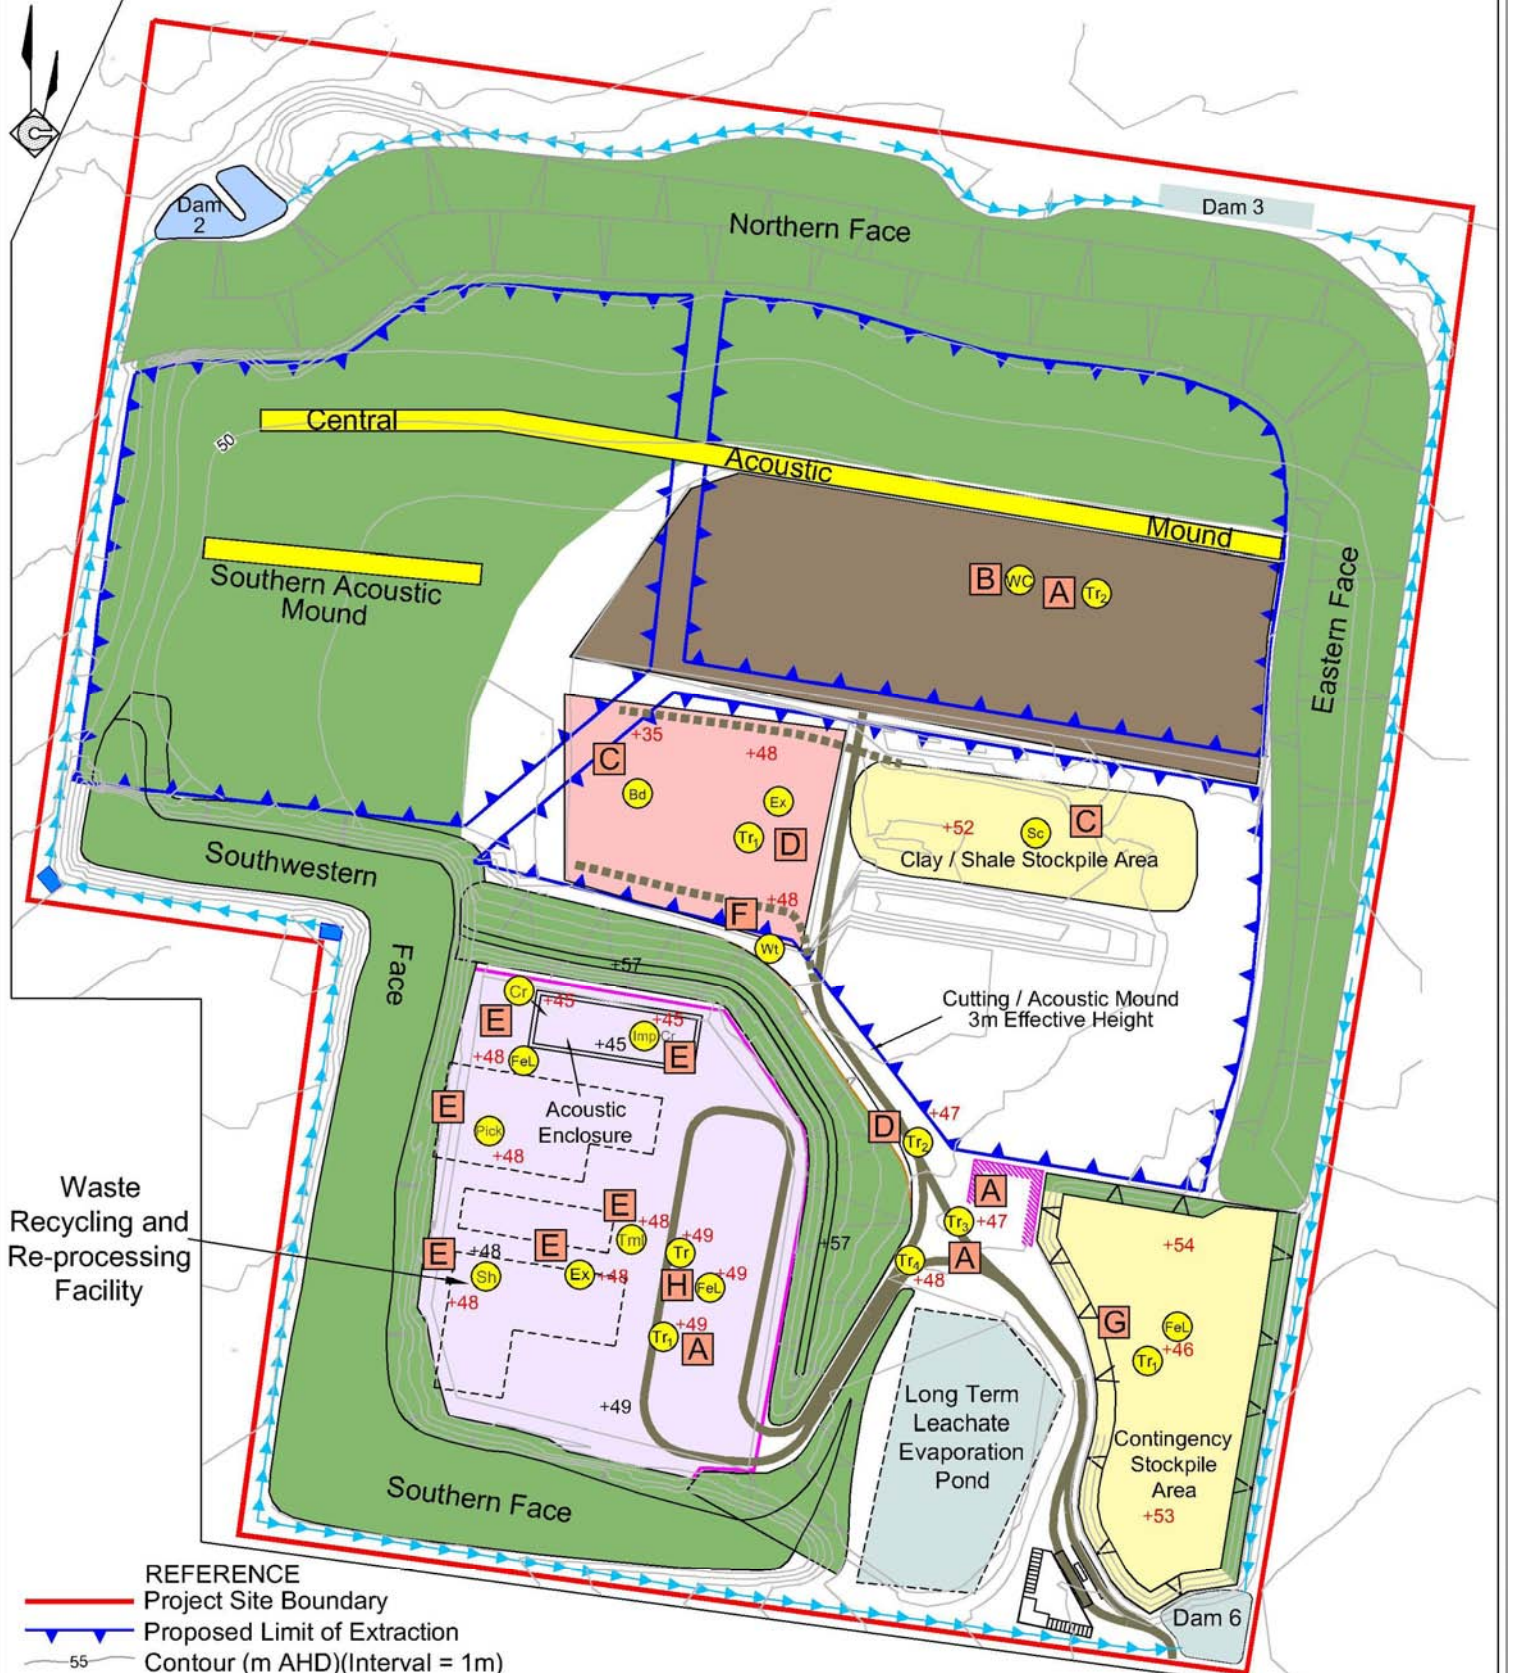 Dam
2
Dam 3
Northern Face
Central
Acoustic
Mound
50
Southern Acoustic
Mound
B WC A Tr2
Eastern Face
+35
+48
C
Bd
Ex
Tr1 D
+52
Sc
C
Clay / Shale Stockpile Area
Southwestern
Face
F
+48
Wt
+57
Cr
+45
E
Imp Cr
+45
+45
E
+48
FeL
Cutting / Acoustic Mound
3m Effective Height
E
Acoustic
Enclosure
Pick
+48
D
+47
Tr2
A
Tr3
+47
Waste
Recycling and
Re-processing
Facility
E
+48
Tml
E
E
+48
Sh
+48
Ex
+48
Tr
+49
H
FeL
+49
Tr1
+49
A
+57
Tr4
A
+48
+54
G
FeL
Tr1
+46
+49
Long Term
Leachate
Evaporation
Pond
Contingency
Stockpile
Area
+53
Southern Face
Dam 6
REFERENCE
Project Site Boundary
Proposed Limit of Extraction
55 Contour (m AHD)(Interval = 1m)